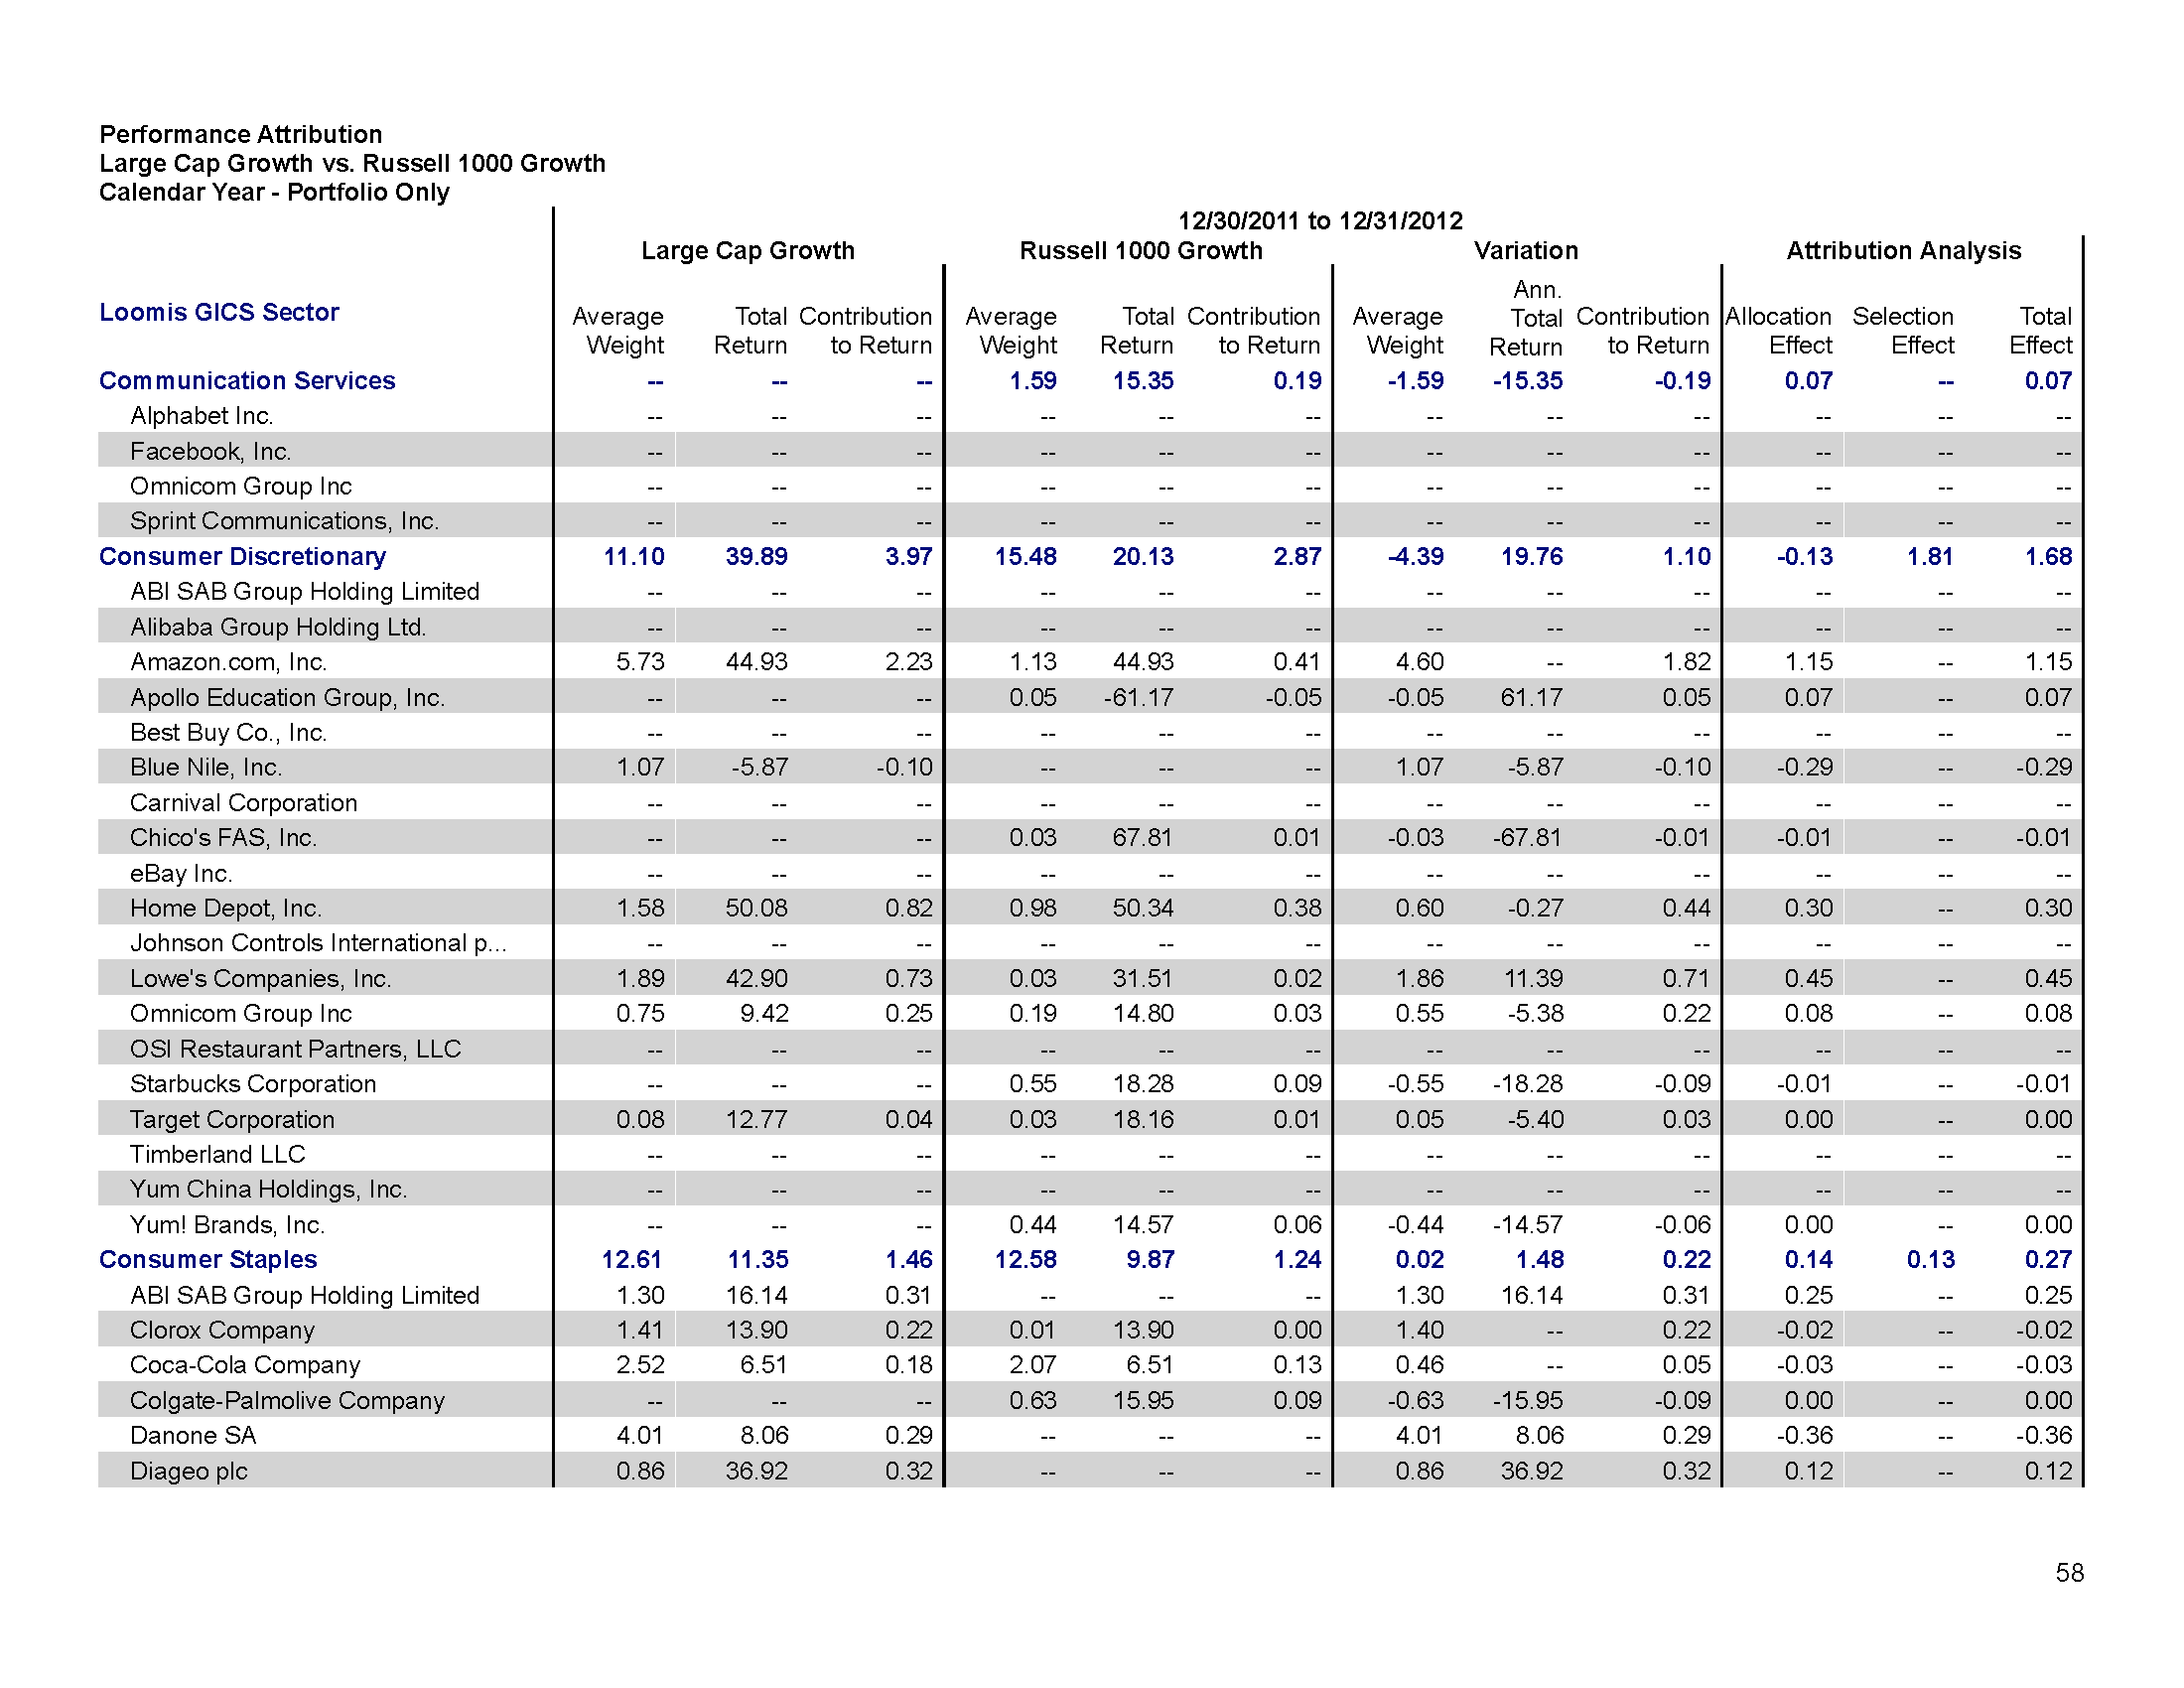 Performance Attribution
Large Cap Growth vs. Russell 1000 Growth
Calendar Year - Portfolio Only
12/30/2011 to 12/31/2012
Large Cap Growth Russell 1000 Growth Variation Attribution Analysis
Loomis GICS Sector Average Weight Total Return Contribution to Return Average Weight Total Return Contribution to Return Average Weight Ann. Total Return Contribution to Return Allocation Effect Selection Effect Total Effect
Communication Services -- -- -- 1.59 15.35 0.19 -1.59 -15.35 -0.19 0.07 -- 0.07
Alphabet Inc. -- -- -- -- -- -- -- -- -- -- -- --
Facebook, Inc. -- -- -- -- -- -- -- -- -- -- -- --
Omnicom Group Inc -- -- -- -- -- -- -- -- -- -- -- --
Sprint Communications, Inc. -- -- -- -- -- -- -- -- -- -- -- --
Consumer Discretionary 11.10 39.89 3.97 15.48 20.13 2.87 -4.39 19.76 1.10 -0.13 1.81 1.68
ABI SAB Group Holding Limited -- -- -- -- -- -- -- -- -- -- -- --
Alibaba Group Holding Ltd. -- -- -- -- -- -- -- -- -- -- -- --
Amazon.com, Inc. 5.73 44.93 2.23 1.13 44.93 0.41 4.60 -- 1.82 1.15 -- 1.15
Apollo Education Group, Inc. -- -- -- 0.05 -61.17 -0.05 -0.05 61.17 0.05 0.07 -- 0.07
Best Buy Co., Inc. -- -- -- -- -- -- -- -- -- -- -- --
Blue Nile, Inc. 1.07 -5.87 -0.10 -- -- -- 1.07 -5.87 -0.10 -0.29 -- -0.29
Carnival Corporation -- -- -- -- -- -- -- -- -- -- -- --
Chico's FAS, Inc. -- -- -- 0.03 67.81 0.01 -0.03 -67.81 -0.01 -0.01 -- -0.01
eBay Inc. -- -- -- -- -- -- -- -- -- -- -- --
Home Depot, Inc. 1.58 50.08 0.82 0.98 50.34 0.38 0.60 -0.27 0.44 0.30 -- 0.30
Johnson Controls International p... -- -- -- -- -- -- -- -- -- -- -- --
Lowe's Companies, Inc. 1.89 42.90 0.73 0.03 31.51 0.02 1.86 11.39 0.71 0.45 -- 0.45
Omnicom Group Inc 0.75 9.42 0.25 0.19 14.80 0.03 0.55 -5.38 0.22 0.08 -- 0.08
OSI Restaurant Partners, LLC -- -- -- -- -- -- -- -- -- -- -- --
Starbucks Corporation -- -- -- 0.55 18.28 0.09 -0.55 -18.28 -0.09 -0.01 -- -0.01
Target Corporation 0.08 12.77 0.04 0.03 18.16 0.01 0.05 -5.40 0.03 0.00 -- 0.00
Timberland LLC -- -- -- -- -- -- -- -- -- -- -- --
Yum China Holdings, Inc. -- -- -- -- -- -- -- -- -- -- -- --
Yum! Brands, Inc. -- -- -- 0.44 14.57 0.06 -0.44 -14.57 -0.06 0.00 -- 0.00
Consumer Staples 12.61 11.35 1.46 12.58 9.87 1.24 0.02 1.48 0.22 0.14 0.13 0.27
ABI SAB Group Holding Limited 1.30 16.14 0.31 -- -- -- 1.30 16.14 0.31 0.25 -- 0.25
Clorox Company 1.41 13.90 0.22 0.01 13.90 0.00 1.40 -- 0.22 -0.02 -- -0.02
Coca-Cola Company 2.52 6.51 0.18 2.07 6.51 0.13 0.46 -- 0.05 -0.03 -- -0.03
Colgate-Palmolive Company -- -- -- 0.63 15.95 0.09 -0.63 -15.95 -0.09 0.00 -- 0.00
Danone SA 4.01 8.06 0.29 -- -- -- 4.01 8.06 0.29 -0.36 -- -0.36
Diageo plc 0.86 36.92 0.32 -- -- -- 0.86 36.92 0.32 0.12 -- 0.12
58